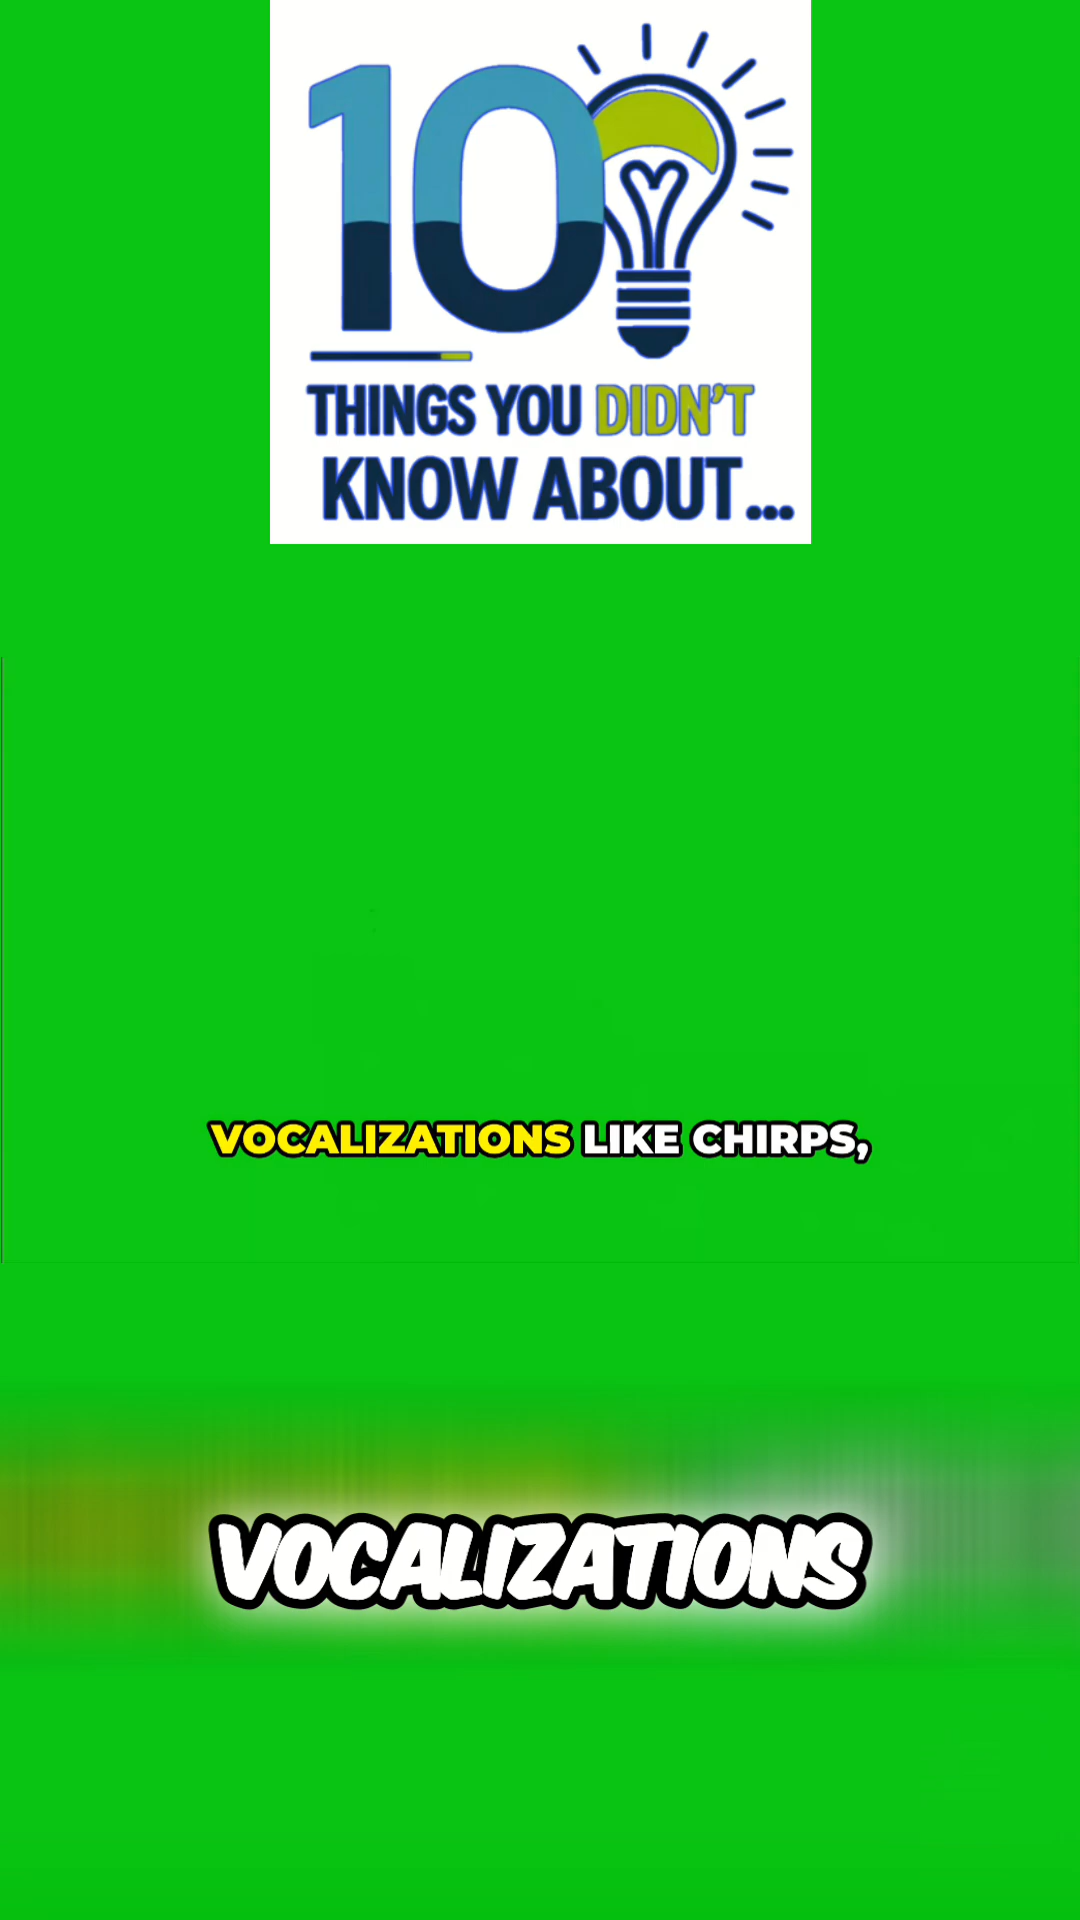 10
THINGS YOU DIDN'T
KNOW ABOUT...
VOCALIZATIONS LIKE CHIRPS,
VOCALIZATIONS